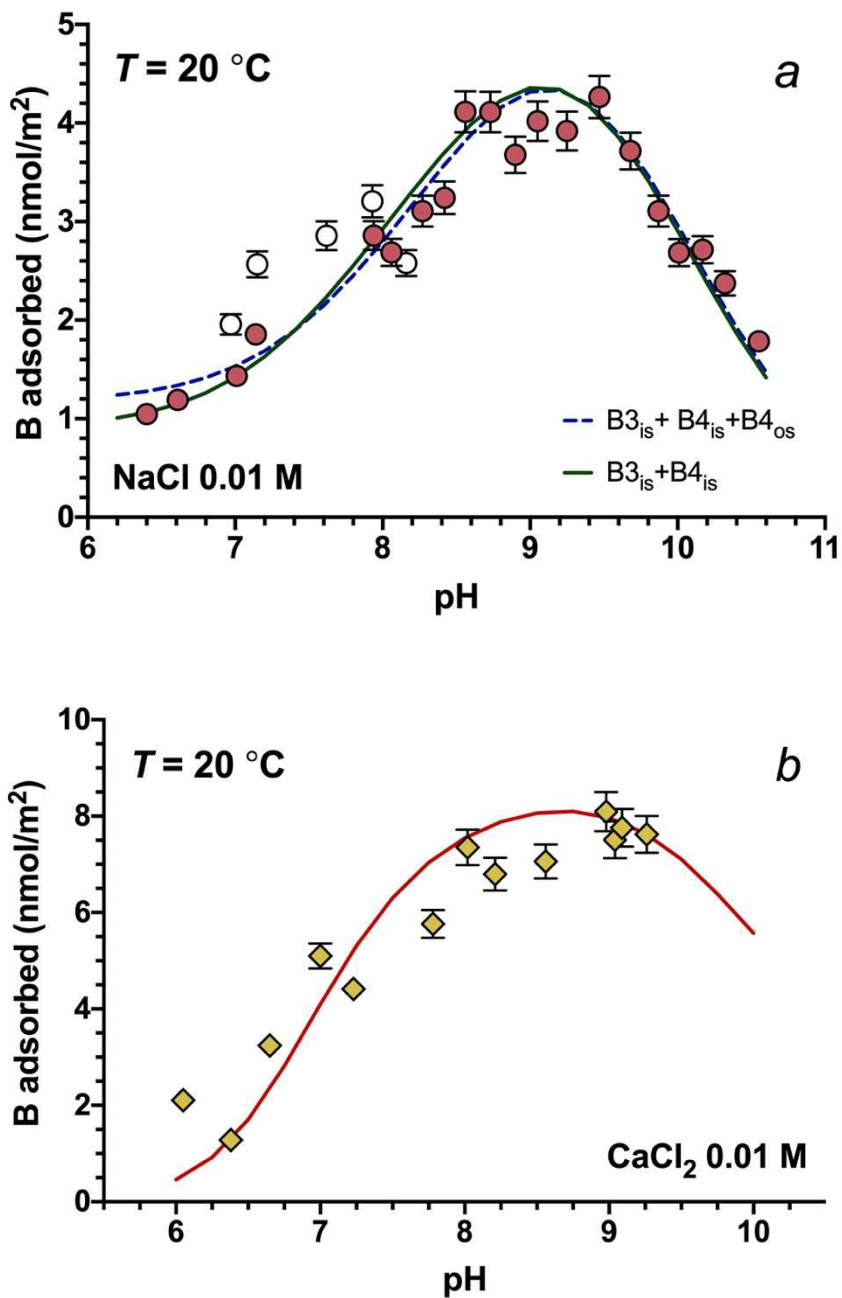 5
4
3
2
1
0
B adsorbed (nmol/m²)
T = 20 °C
a
B3is+ B4is+B4os
B3is+B4is
NaCl 0.01 M
6 7 8 9 10 11
pH
10
8
6
4
2
0
B adsorbed (nmol/m²)
T = 20 °C
b
CaCl₂ 0.01 M
6 7 8 9 10
pH